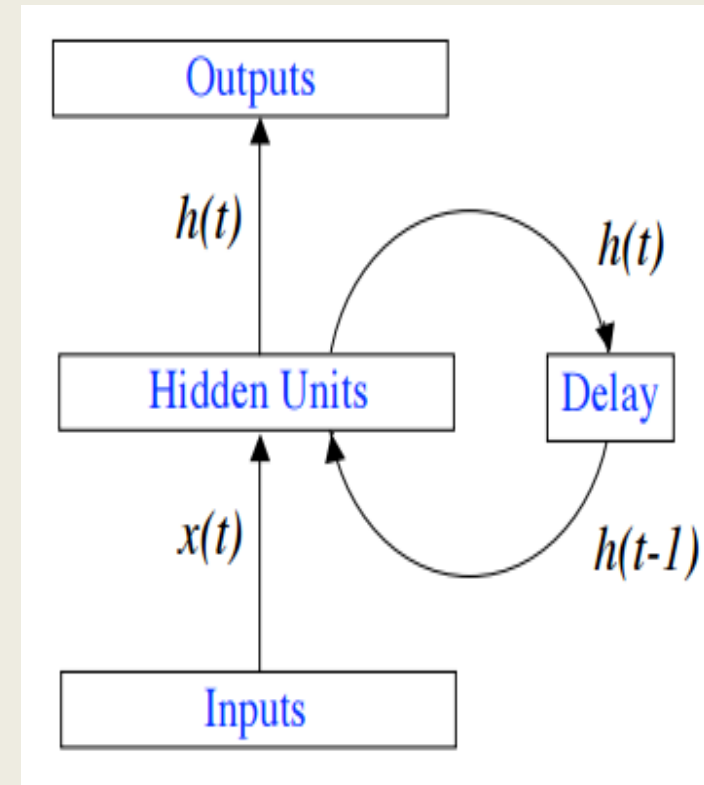 Outputs
h(t)
h(t)
Hidden Units
Delay
x(t)
h(t-1)
Inputs